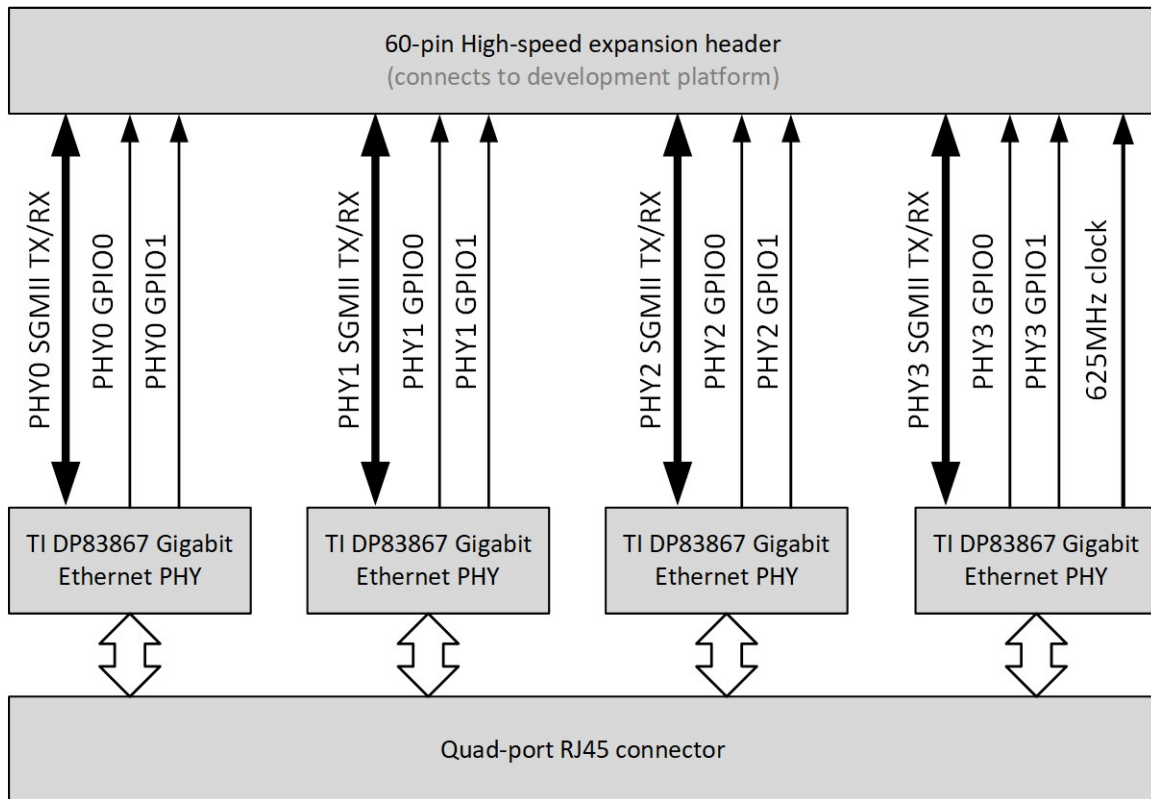 60-pin High-speed expansion header
(connects to development platform)
PHY0 SGMII TX/RX
PHY0 GPIO0
PHY0 GPIO1
PHY1 SGMII TX/RX
PHY1 GPIO0
PHY1 GPIO1
PHY2 SGMII TX/RX
PHY2 GPIO0
PHY2 GPIO1
PHY3 SGMII TX/RX
PHY3 GPIO0
PHY3 GPIO1
625MHz clock
TI DP83867 Gigabit
Ethernet PHY
TI DP83867 Gigabit
Ethernet PHY
TI DP83867 Gigabit
Ethernet PHY
TI DP83867 Gigabit
Ethernet PHY
Quad-port RJ45 connector